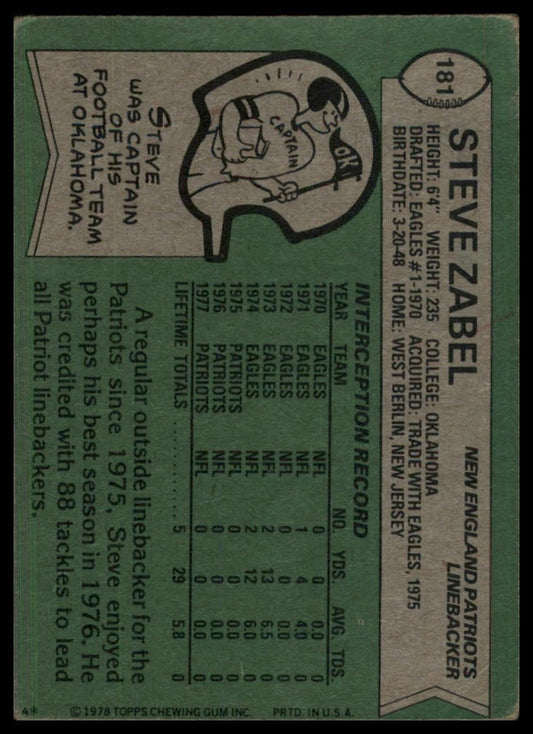 181
STEVE ZABEL
NEW ENGLAND PATRIOTS
LINEBACKER
HEIGHT: 6'4" WEIGHT: 235 COLLEGE: OKLAHOMA
DRAFTED: EAGLES #1-1970 ACQUIRED: TRADE WITH EAGLES, 1975
BIRTHDATE: 3-20-48 HOME: WEST BERLIN, NEW JERSEY
OK!
CAPTAIN
STEVE
WAS CAPTAIN
OF HIS
FOOTBALL TEAM
AT OKLAHOMA.
INTERCEPTION RECORD
YEAR TEAM NO. YDS. AVG. TDS.
1970 EAGLES NFL 0 0 0.0 0
1971 EAGLES NFL 1 4 4.0 0
1972 EAGLES NFL 0 0 0.0 0
1973 EAGLES NFL 2 13 6.5 0
1974 EAGLES NFL 2 12 6.0 0
1975 PATRIOTS NFL 0 0 0.0 0
1976 PATRIOTS NFL 0 0 0.0 0
1977 PATRIOTS NFL 0 0 0.0 0
LIFETIME TOTALS 5 29 5.8 0
A regular outside linebacker for the
Patriots since 1975, Steve enjoyed
perhaps his best season in 1976. He
was credited with 88 tackles to lead
all Patriot linebackers.
© 1978 TOPPS CHEWING GUM INC. PRTD. IN U.S.A.